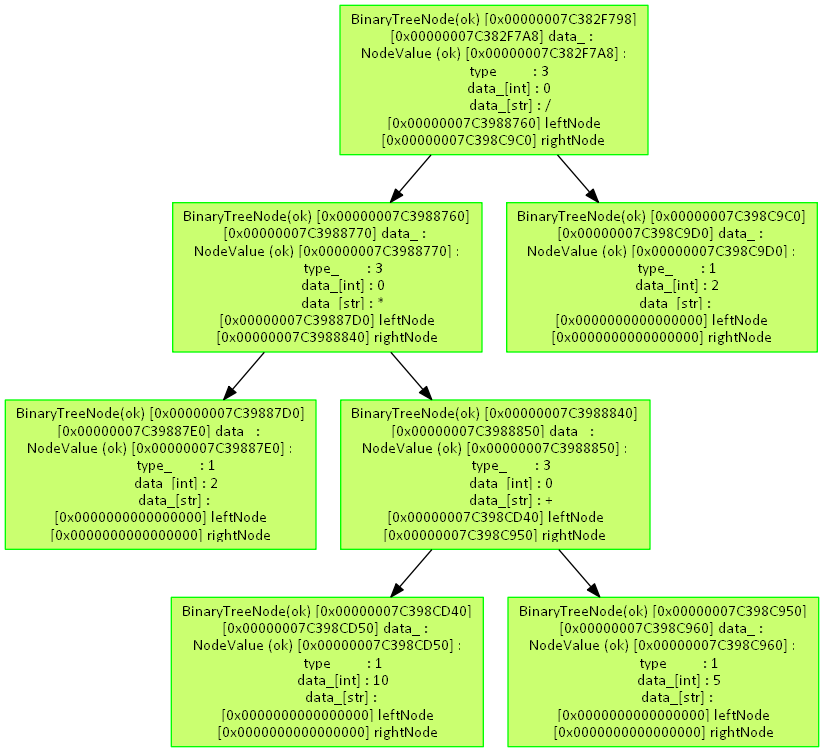 BinaryTreeNode(ok) [0x00000007C382F798]
[0x00000007C382F7A8] data_ :
NodeValue (ok) [0x00000007C382F7A8] :
type_ : 3
data_[int] : 0
data_[str] : /
[0x00000007C3988760] leftNode
[0x00000007C398C9C0] rightNode
BinaryTreeNode(ok) [0x00000007C3988760]
[0x00000007C3988770] data_ :
NodeValue (ok) [0x00000007C3988770] :
type_ : 3
data_[int] : 0
data_[str] : *
[0x00000007C39887D0] leftNode
[0x00000007C3988840] rightNode
BinaryTreeNode(ok) [0x00000007C398C9C0]
[0x00000007C398C9D0] data_ :
NodeValue (ok) [0x00000007C398C9D0] :
type_ : 1
data_[int] : 2
data_[str] :
[0x0000000000000000] leftNode
[0x0000000000000000] rightNode
BinaryTreeNode(ok) [0x00000007C39887D0]
[0x00000007C39887E0] data_ :
NodeValue (ok) [0x00000007C39887E0] :
type_ : 1
data_[int] : 2
data_[str] :
[0x0000000000000000] leftNode
[0x0000000000000000] rightNode
BinaryTreeNode(ok) [0x00000007C3988840]
[0x00000007C3988850] data_ :
NodeValue (ok) [0x00000007C3988850] :
type_ : 3
data_[int] : 0
data_[str] : +
[0x00000007C398CD40] leftNode
[0x00000007C398C950] rightNode
BinaryTreeNode(ok) [0x00000007C398CD40]
[0x00000007C398CD50] data_ :
NodeValue (ok) [0x00000007C398CD50] :
type_ : 1
data_[int] : 10
data_[str] :
[0x0000000000000000] leftNode
[0x0000000000000000] rightNode
BinaryTreeNode(ok) [0x00000007C398C950]
[0x00000007C398C960] data_ :
NodeValue (ok) [0x00000007C398C960] :
type_ : 1
data_[int] : 5
data_[str] :
[0x0000000000000000] leftNode
[0x0000000000000000] rightNode